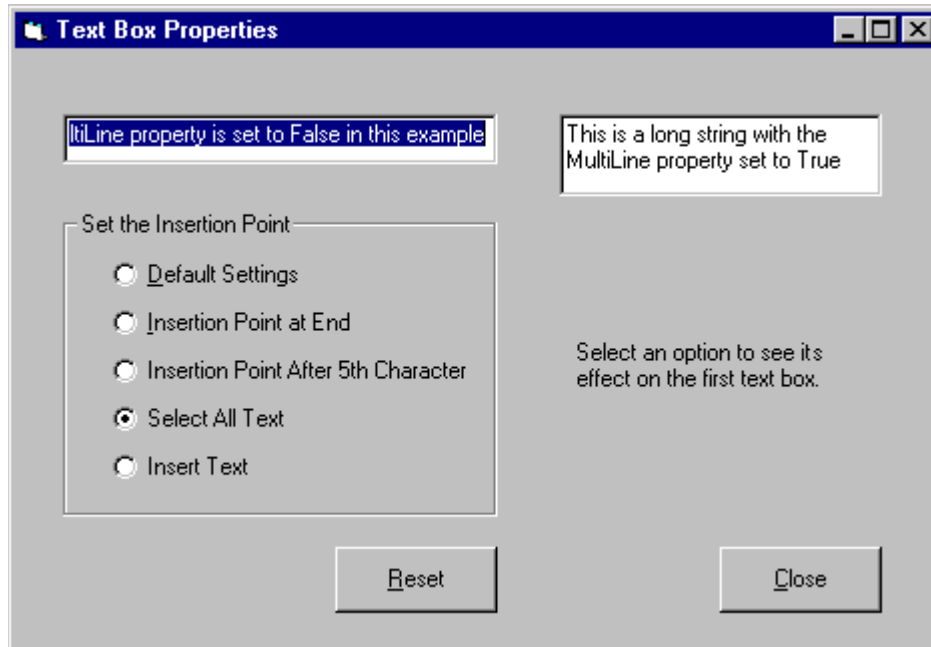 Text Box Properties
ltiLine property is set to False in this example
This is a long string with the
MultiLine property set to True
Set the Insertion Point
Default Settings
Insertion Point at End
Insertion Point After 5th Character
Select All Text
Insert Text
Select an option to see its
effect on the first text box.
Reset
Close